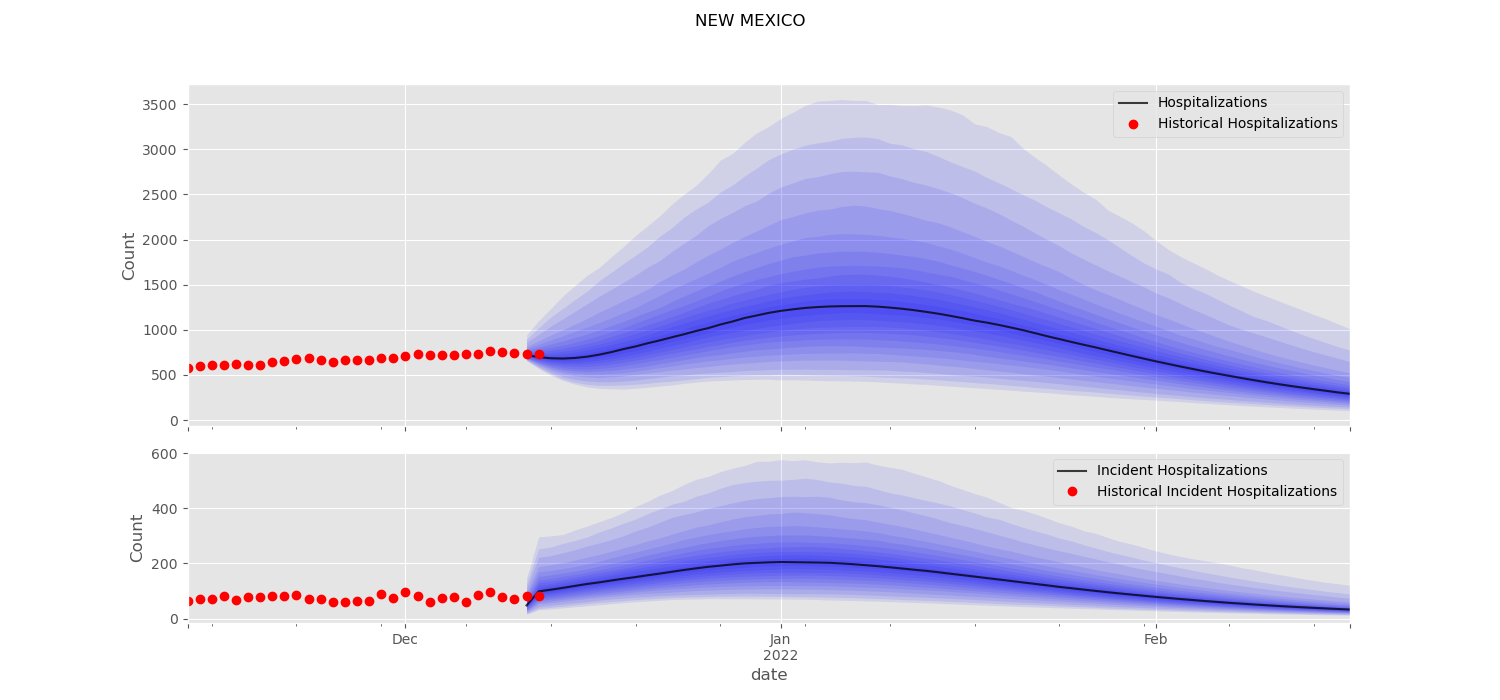 NEW MEXICO
3500
3000
2500
2000
1500
1000
500
0
Count
Hospitalizations
Historical Hospitalizations
600
400
200
0
Count
Incident Hospitalizations
Historical Incident Hospitalizations
Dec
Jan
2022
Feb
date